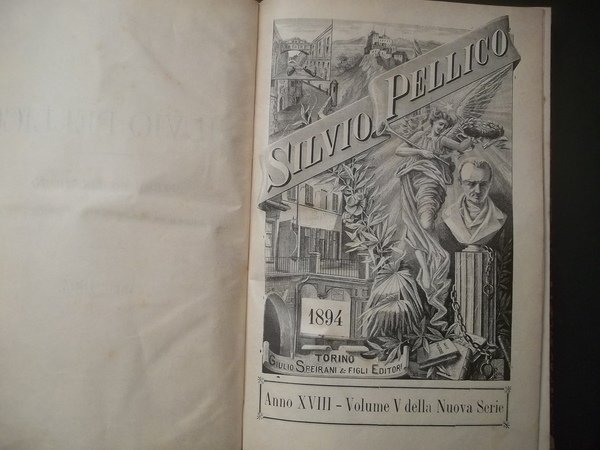 SILVIO PELLICO
1894
TORINO
GIULIO SPEIRANI & FIGLI EDITORI
Anno XVIII - Volume V della Nuova Serie